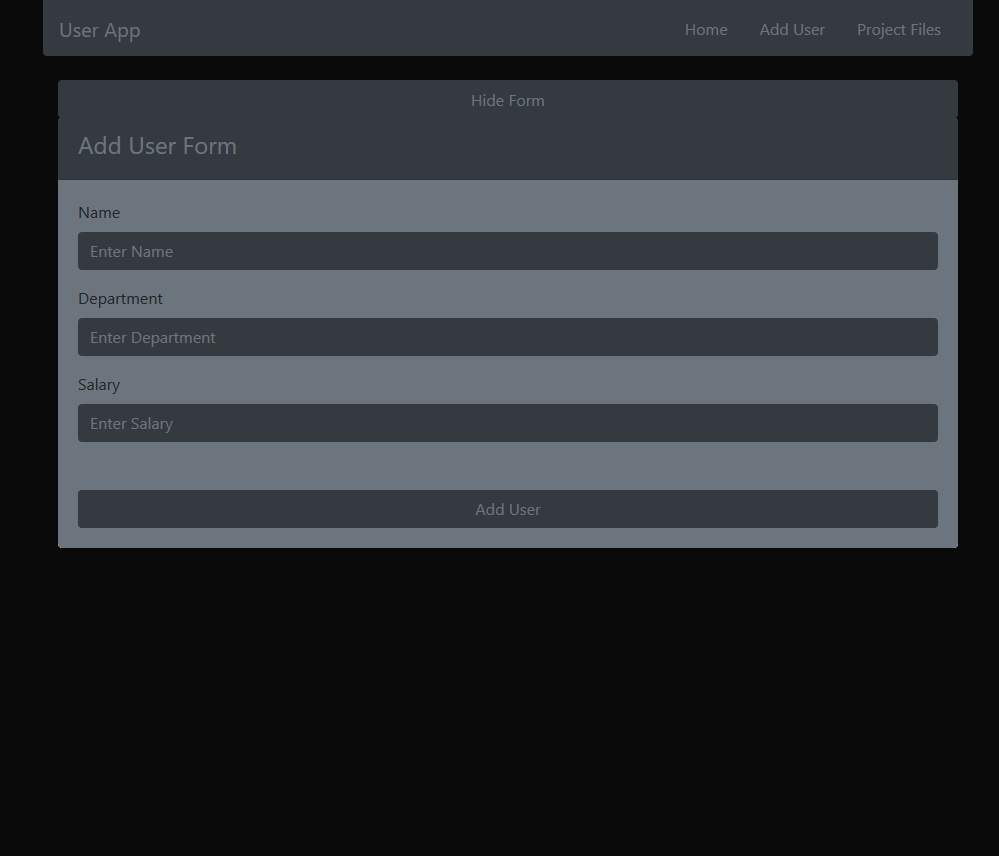 User App Home Add User Project Files
Hide Form
Add User Form
Name
Enter Name
Department
Enter Department
Salary
Enter Salary
Add User